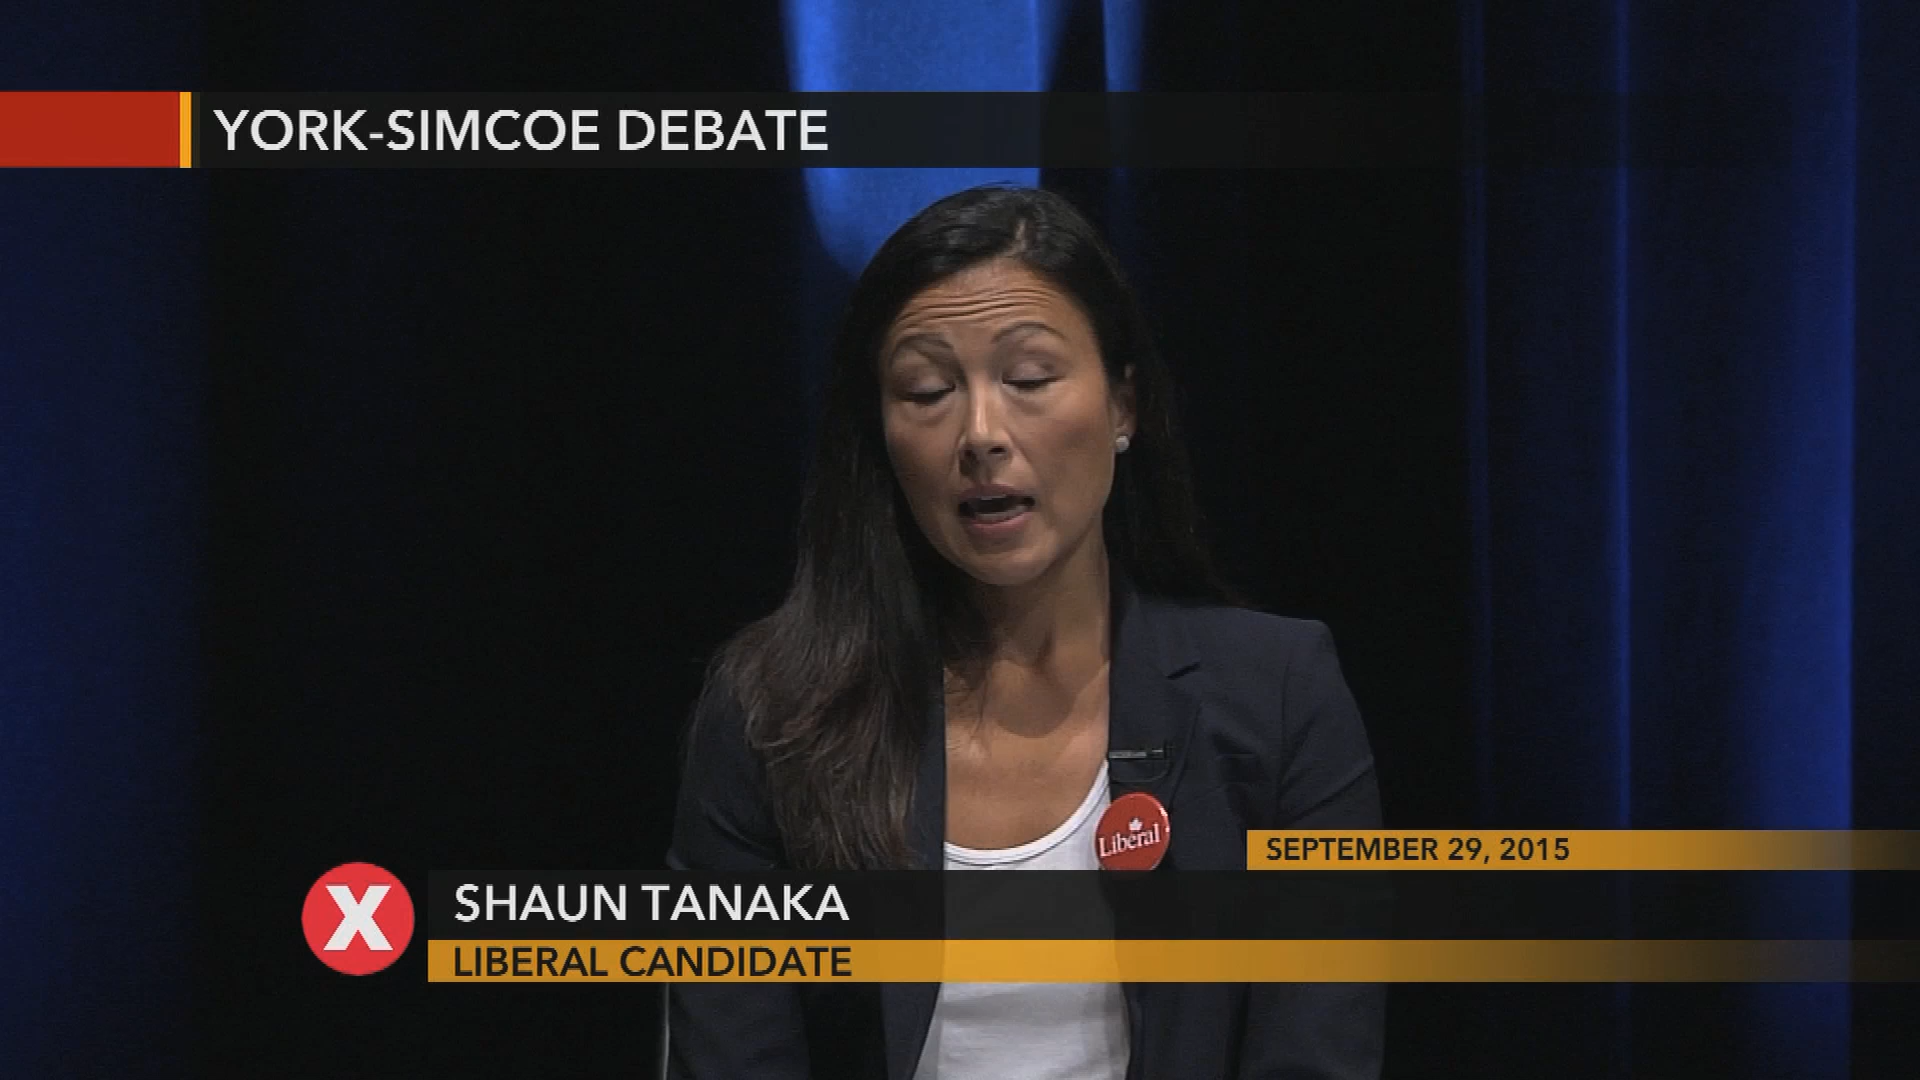 YORK-SIMCOE DEBATE
Liberal
SEPTEMBER 29, 2015
X
SHAUN TANAKA
LIBERAL CANDIDATE